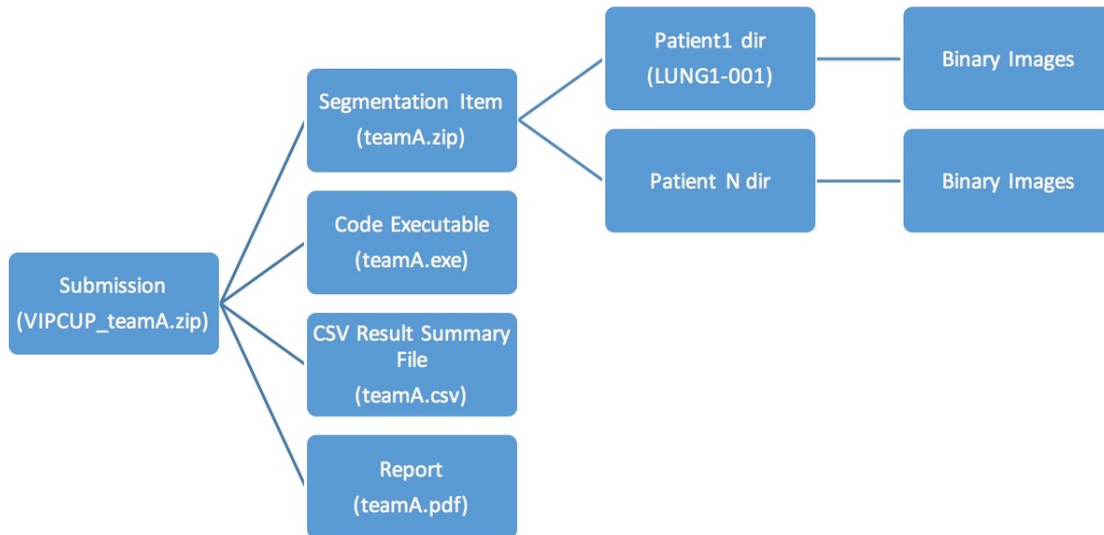 Submission
(VIPCUP_teamA.zip)
Segmentation Item
(teamA.zip)
Patient1 dir
(LUNG1-001)
Binary Images
Patient N dir
Binary Images
Code Executable
(teamA.exe)
CSV Result Summary
File
(teamA.csv)
Report
(teamA.pdf)